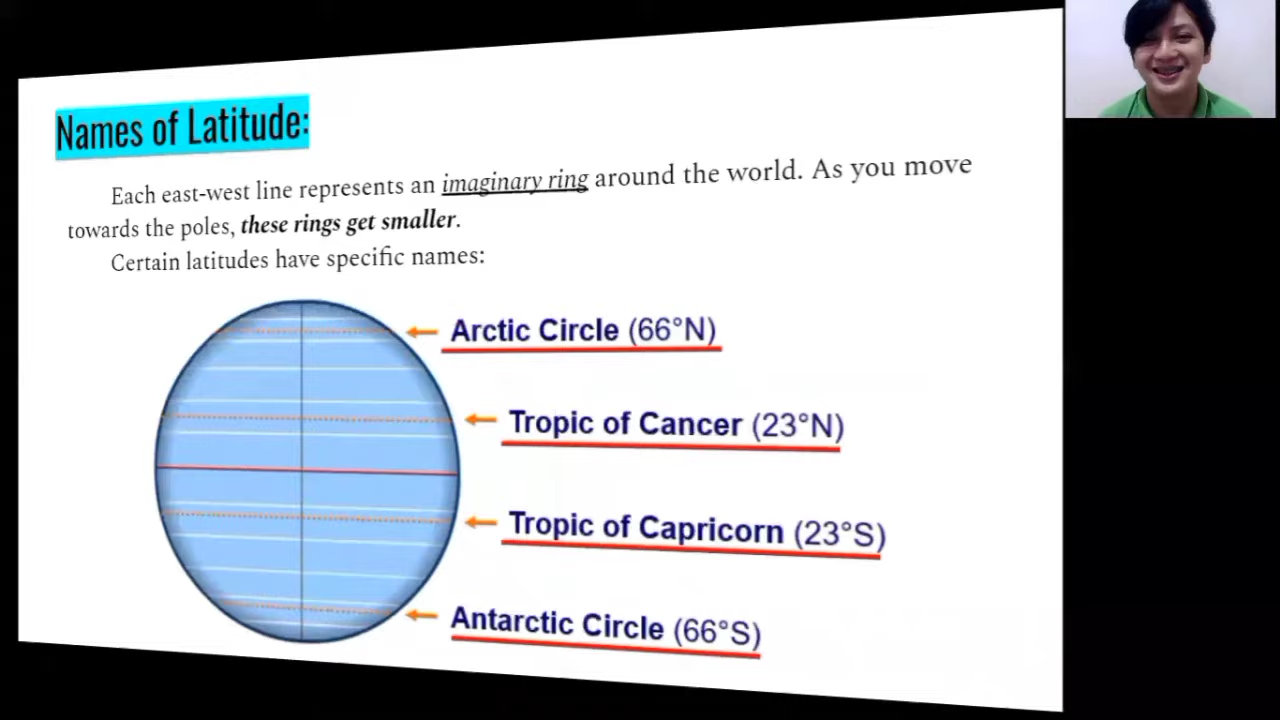 Names of Latitude:
Each east-west line represents an imaginary ring around the world. As you move
towards the poles, these rings get smaller.
Certain latitudes have specific names:
Arctic Circle (66°N)
Tropic of Cancer (23°N)
Tropic of Capricorn (23°S)
Antarctic Circle (66°S)